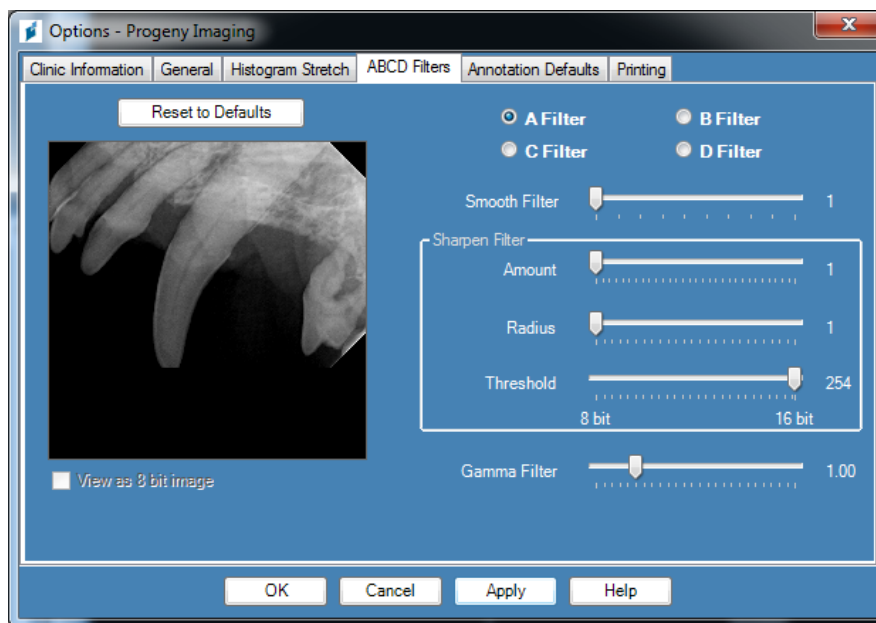 Options - Progeny Imaging
Clinic Information General Histogram Stretch ABCD Filters Annotation Defaults Printing
Reset to Defaults
A Filter B Filter
C Filter D Filter
Smooth Filter 1
Sharpen Filter
Amount 1
Radius 1
Threshold 254
8 bit 16 bit
View as 8 bit image
Gamma Filter 1.00
OK Cancel Apply Help